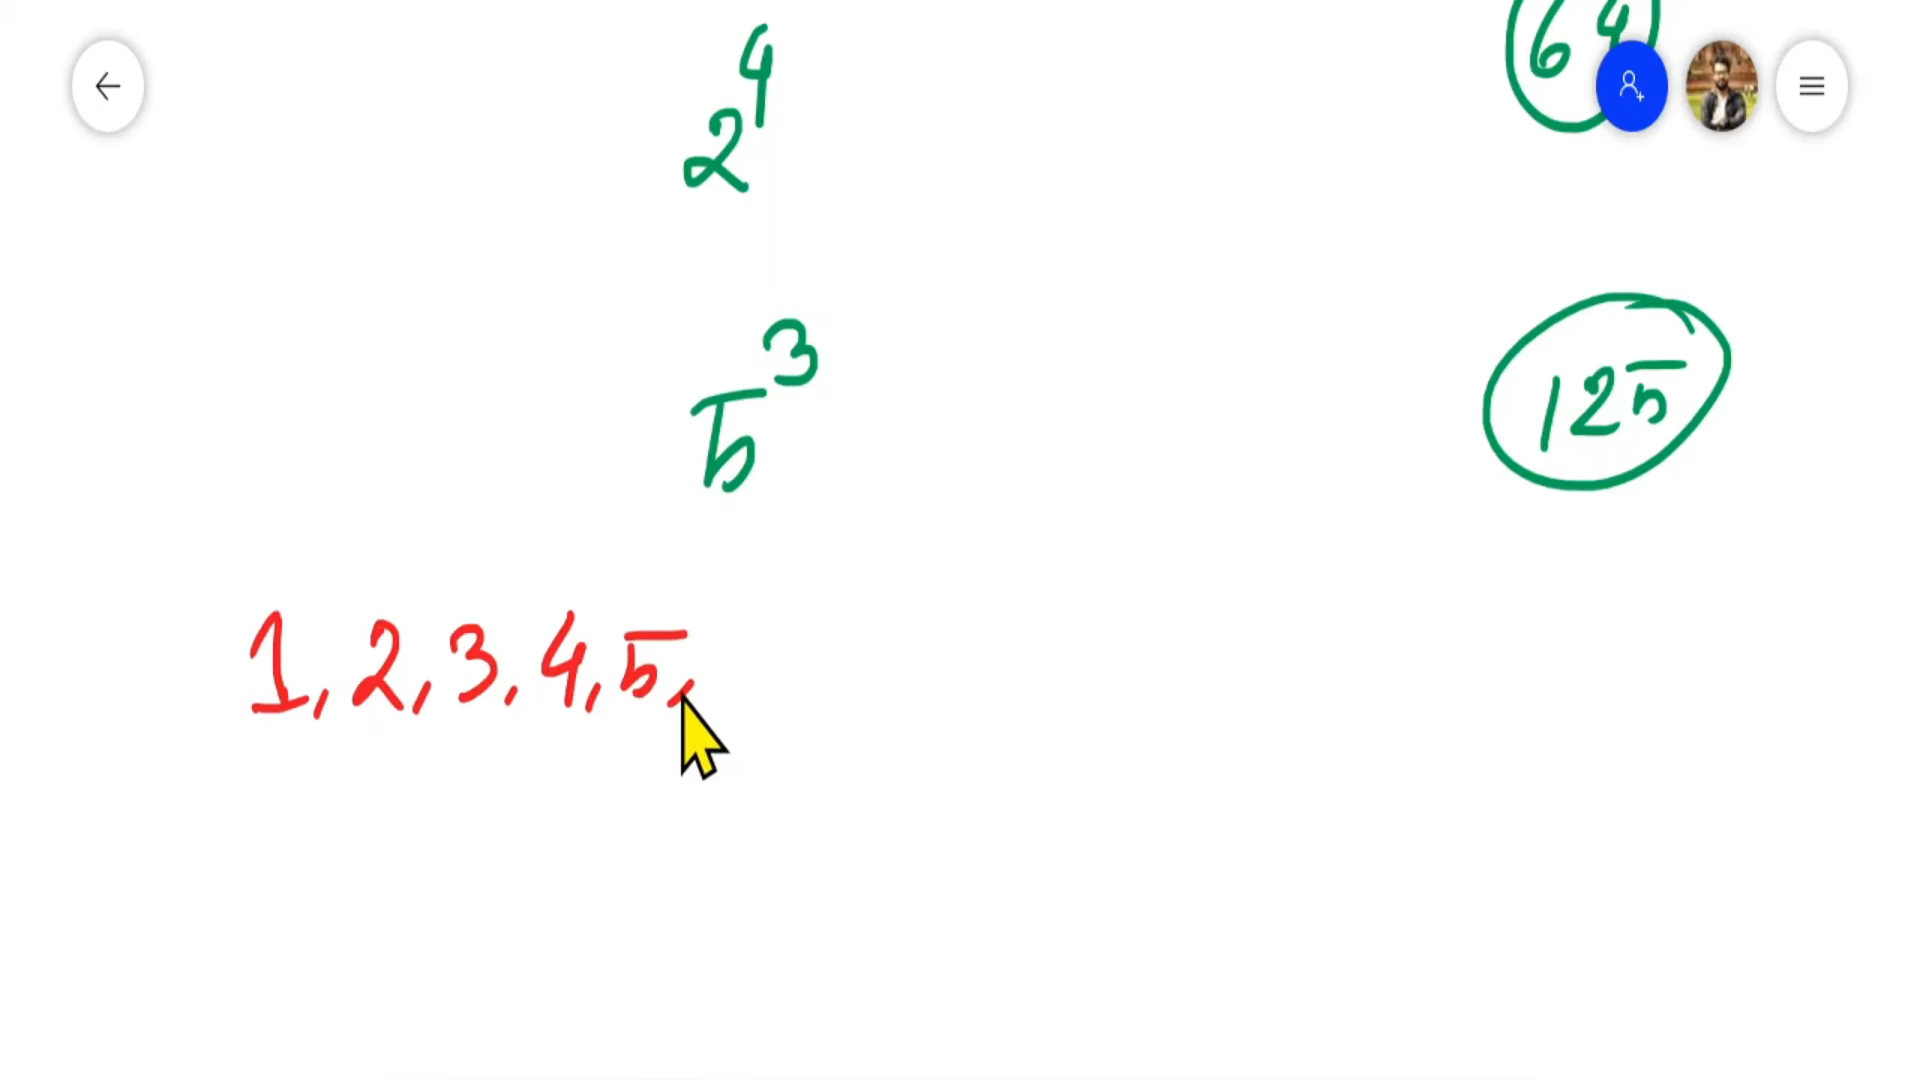 2⁴ 64
5³ 125
1, 2, 3, 4, 5,